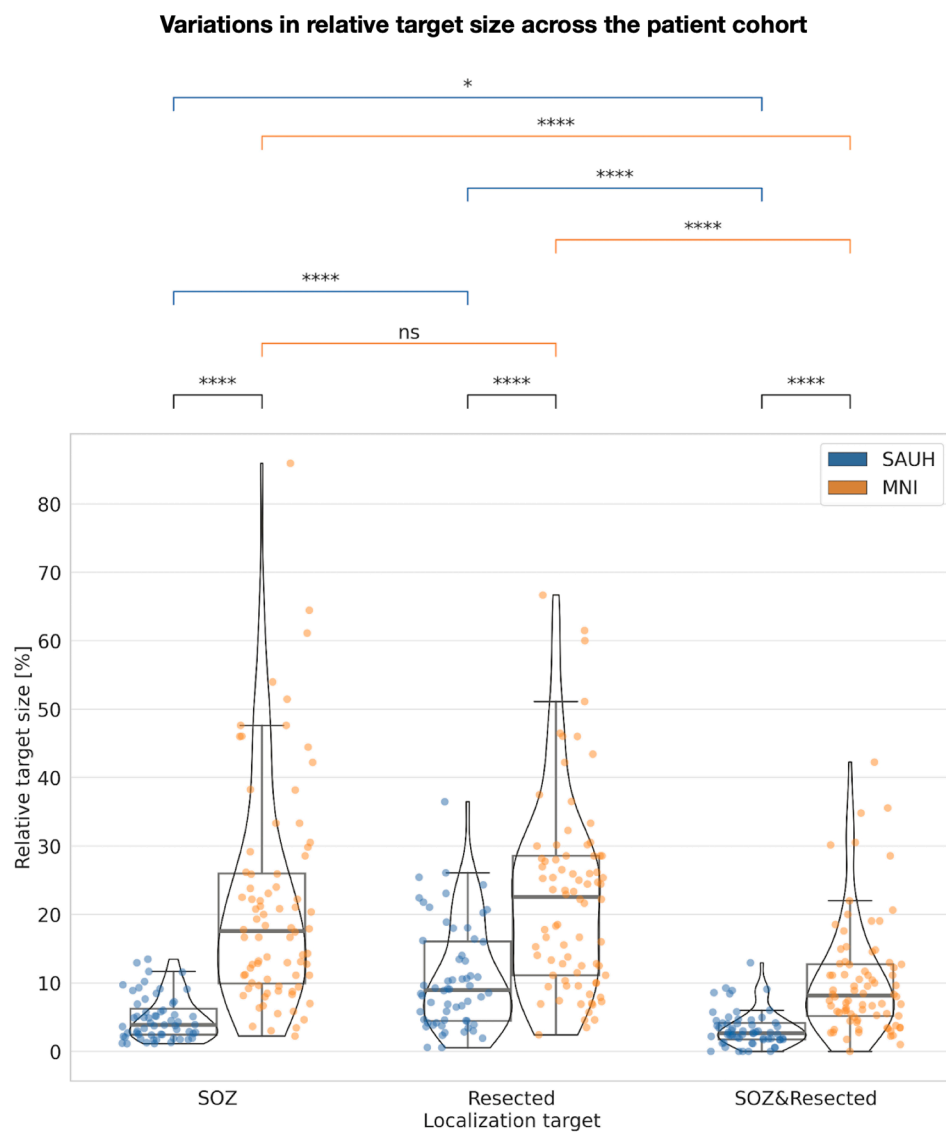 Variations in relative target size across the patient cohort
*
****
****
****
****
ns
**** **** ****
SAUH
MNI
80
70
60
50
40
30
20
10
0
Relative target size [%]
SOZ Resected SOZ&Resected
Localization target